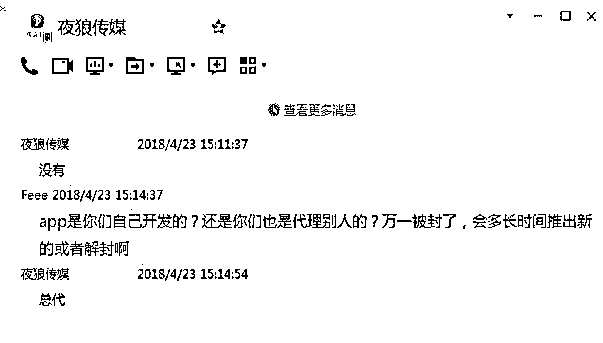 夜狼传媒
查看更多消息
夜狼传媒 2018/4/23 15:11:37
没有
Feee 2018/4/23 15:14:37
app是你们自己开发的？还是你们也是代理别人的？万一被封了，会多长时间推出新
的或者解封啊
夜狼传媒 2018/4/23 15:14:54
总代